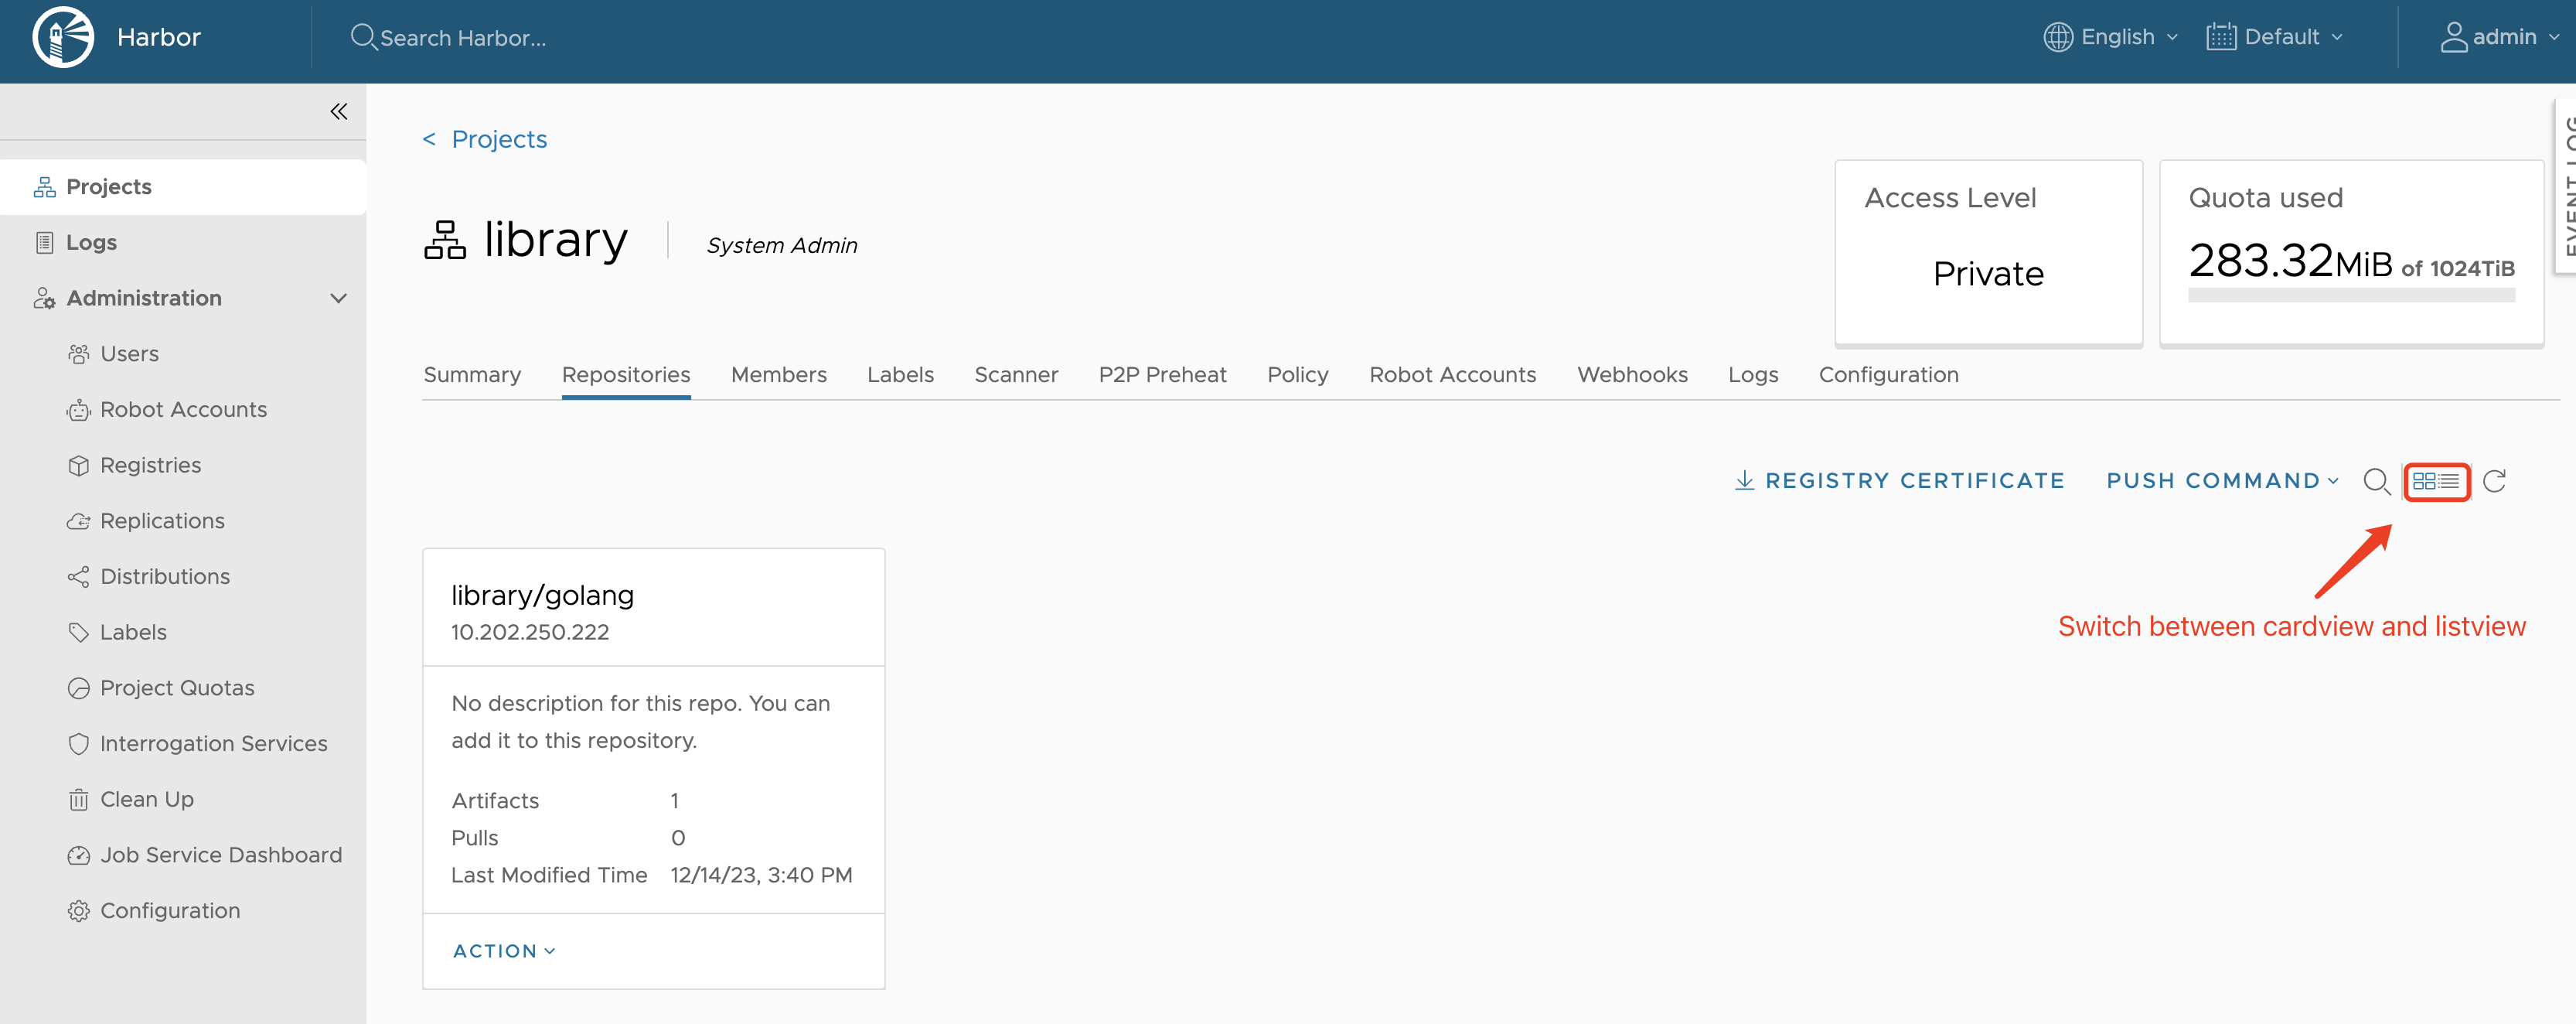 Harbor
Search Harbor...
English
Default
admin
EVENT LOG
Projects
Logs
Administration
Users
Robot Accounts
Registries
Replications
Distributions
Labels
Project Quotas
Interrogation Services
Clean Up
Job Service Dashboard
Configuration
< Projects
library
System Admin
Access Level
Private
Quota used
283.32MiB of 1024TiB
Summary Repositories Members Labels Scanner P2P Preheat Policy Robot Accounts Webhooks Logs Configuration
REGISTRY CERTIFICATE PUSH COMMAND
Switch between cardview and listview
library/golang
10.202.250.222
No description for this repo. You can
add it to this repository.
Artifacts 1
Pulls 0
Last Modified Time 12/14/23, 3:40 PM
ACTION